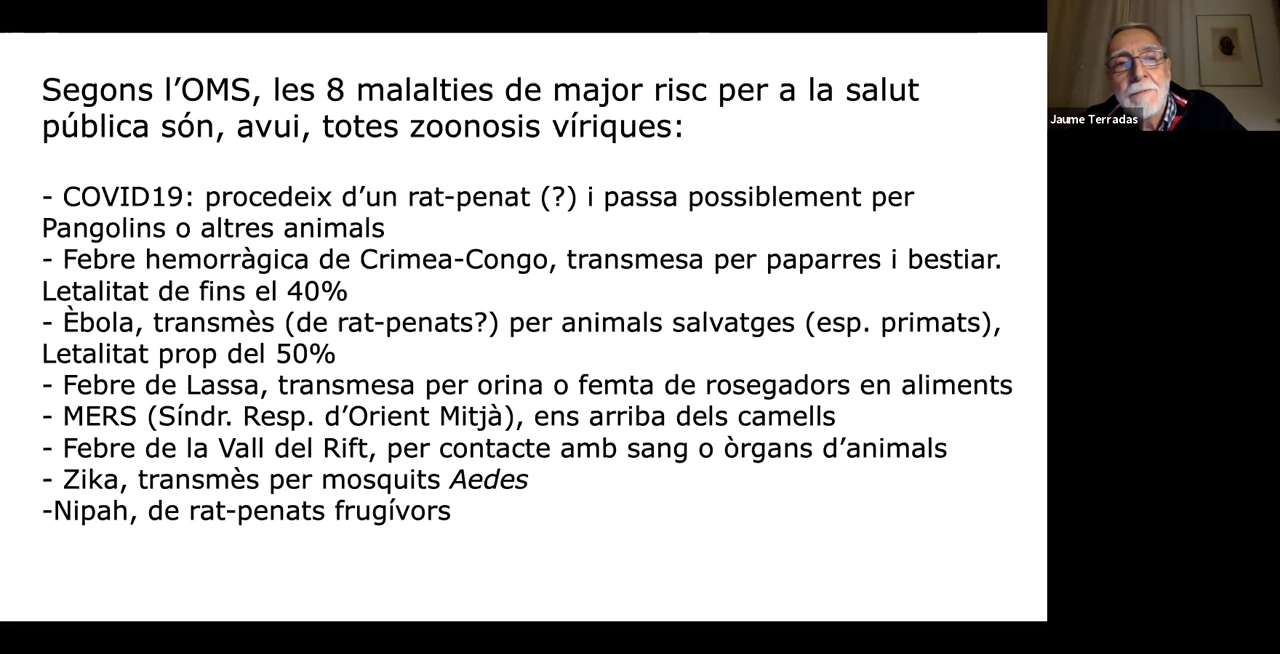 Segons l’OMS, les 8 malalties de major risc per a la salut
pública són, avui, totes zoonosis víriques:
- COVID19: procedeix d’un rat-penat (?) i passa possiblement per
Pangolins o altres animals
- Febre hemorràgica de Crimea-Congo, transmesa per paparres i bestiar.
Letalitat de fins el 40%
- Èbola, transmès (de rat-penats?) per animals salvatges (esp. primats),
Letalitat prop del 50%
- Febre de Lassa, transmesa per orina o femta de rosegadors en aliments
- MERS (Síndr. Resp. d’Orient Mitjà), ens arriba dels camells
- Febre de la Vall del Rift, per contacte amb sang o òrgans d’animals
- Zika, transmès per mosquits Aedes
-Nipah, de rat-penats frugívors
Jaume Terradas